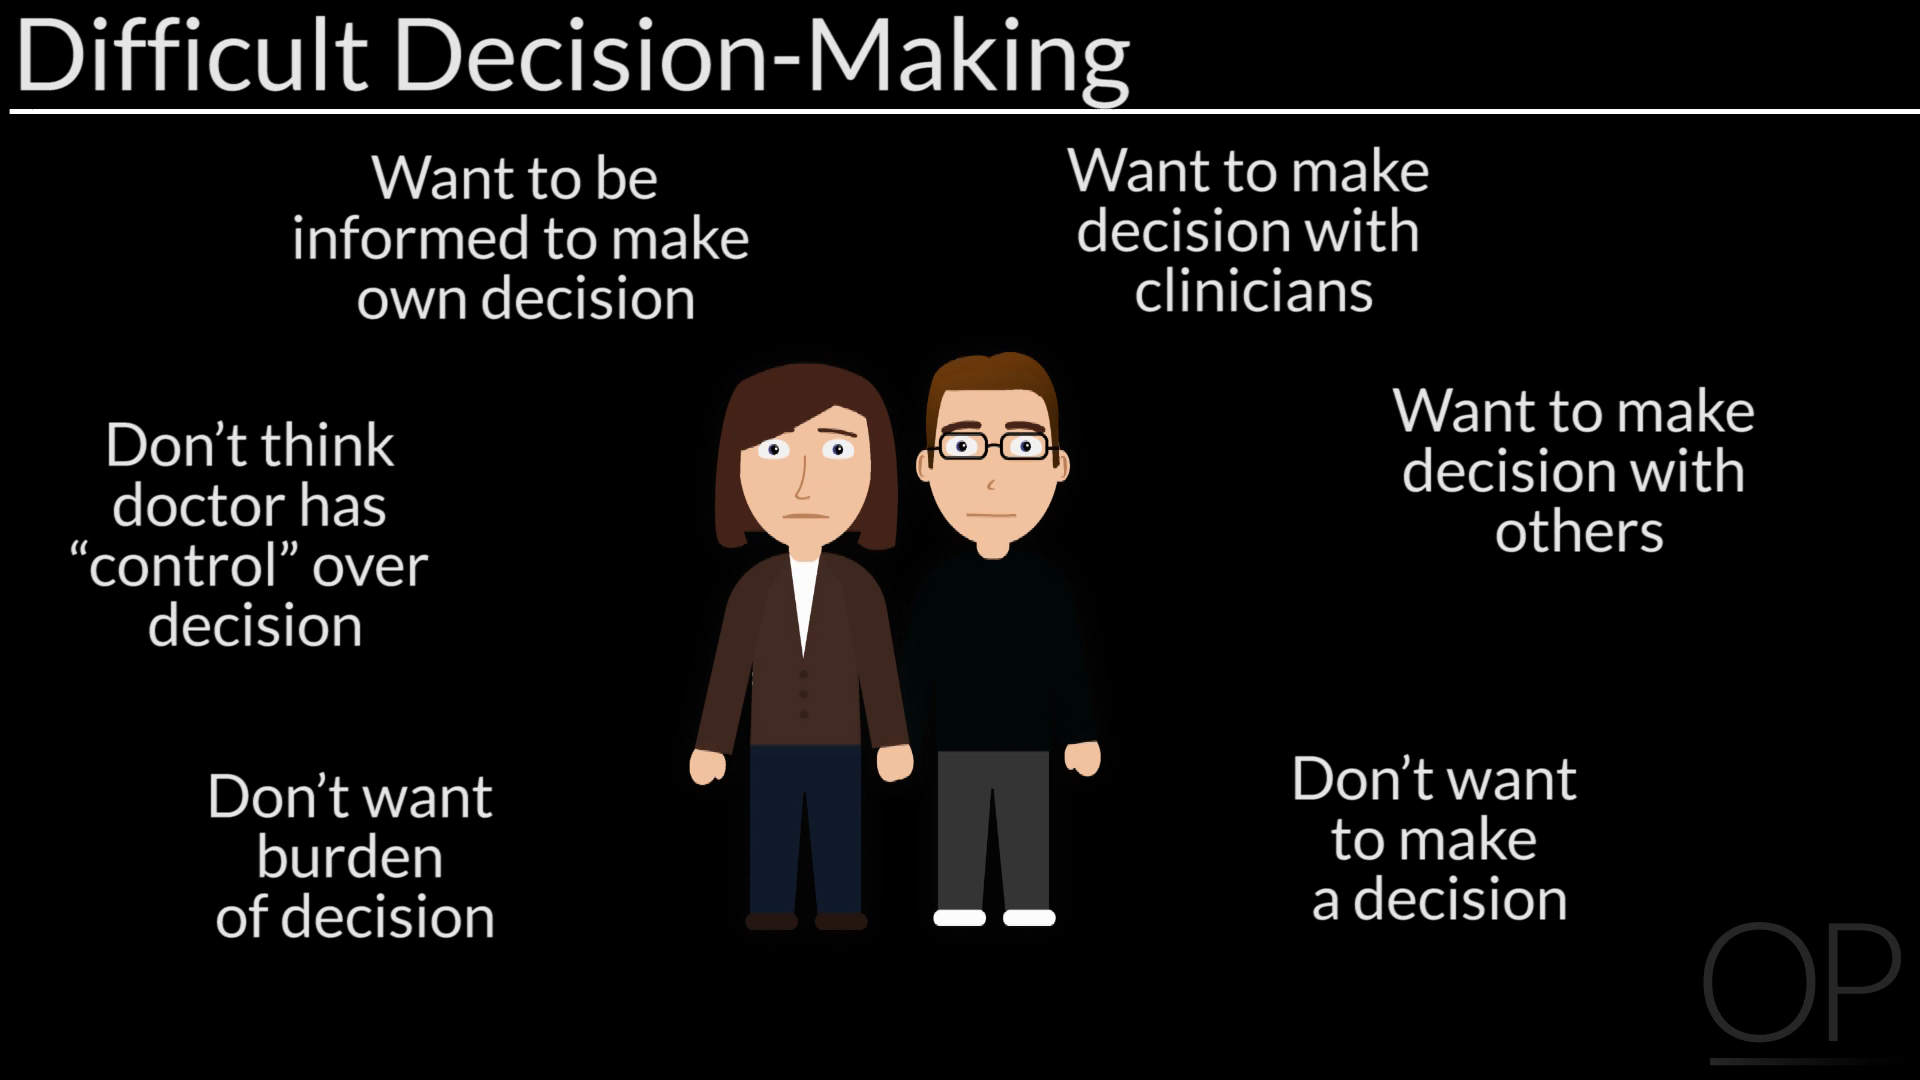 Difficult Decision-Making
Want to be
informed to make
own decision
Want to make
decision with
clinicians
Don’t think
doctor has
“control” over
decision
Want to make
decision with
others
Don’t want
burden
of decision
Don’t want
to make
a decision
OP